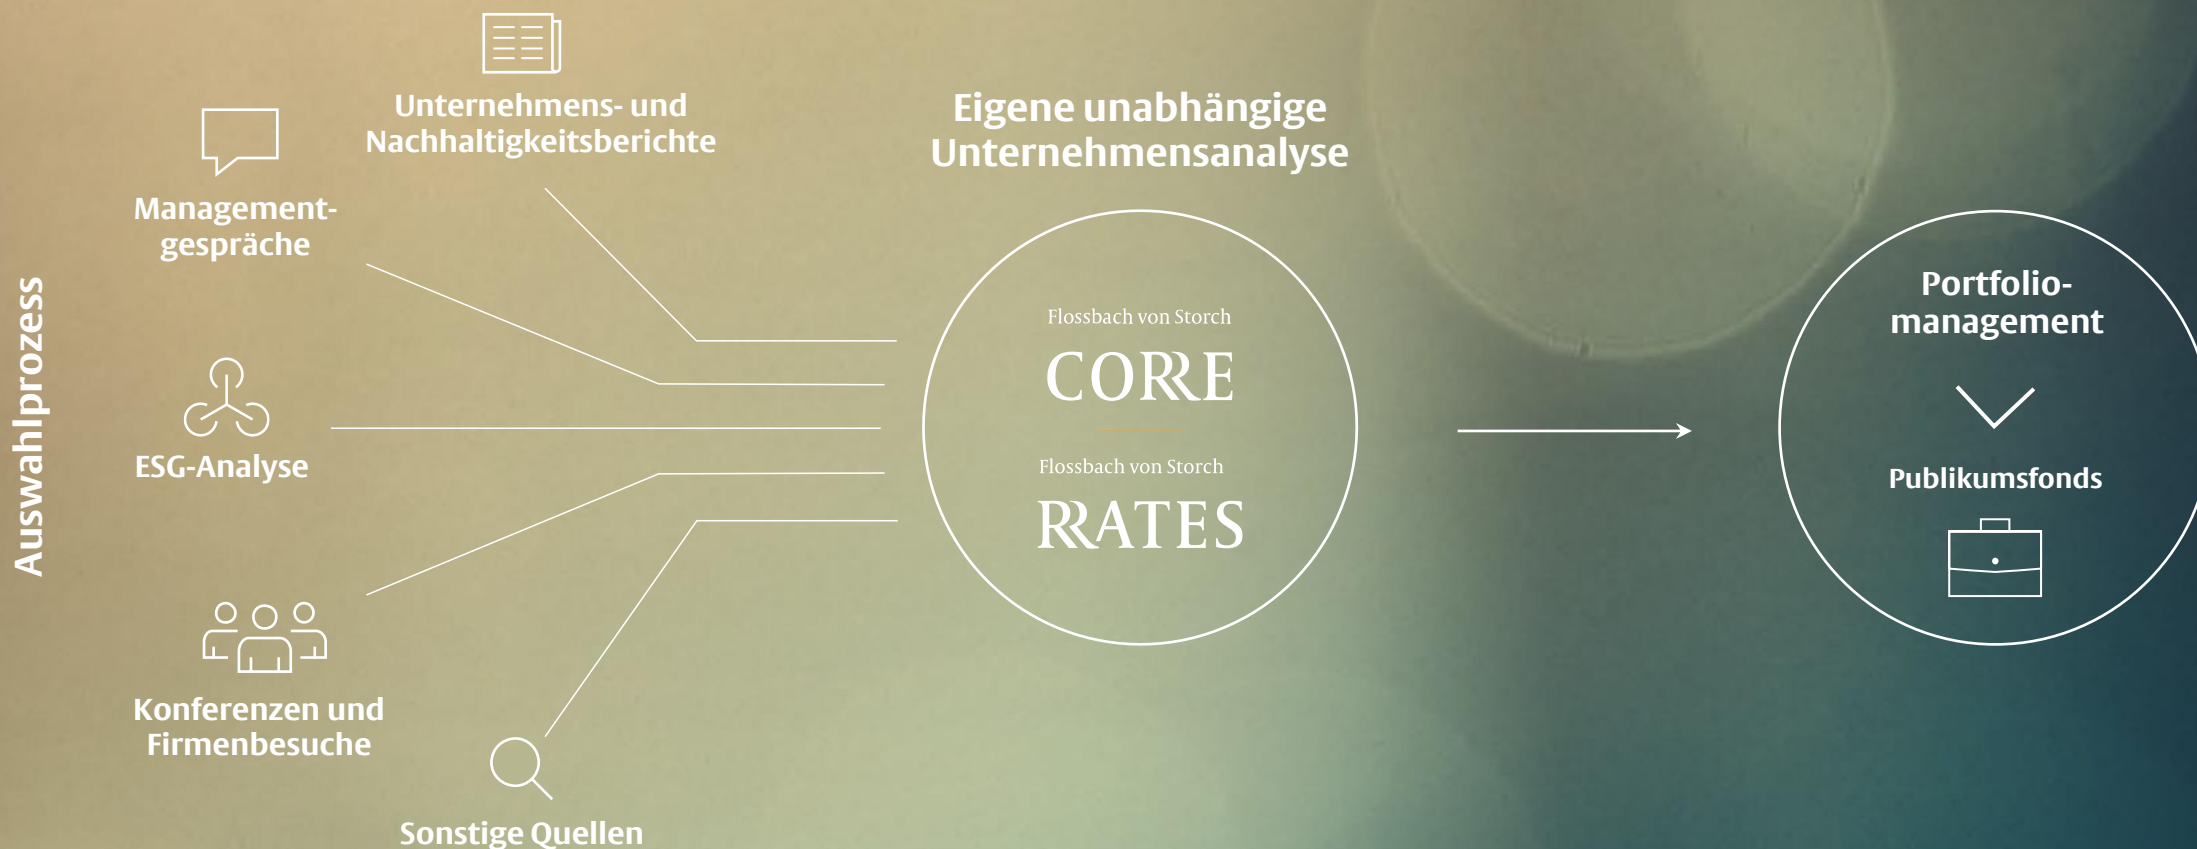 Auswahlprozess
Unternehmens- und
Nachhaltigkeitsberichte
Management-
gespräche
ESG-Analyse
Konferenzen und
Firmenbesuche
Sonstige Quellen
Eigene unabhängige
Unternehmensanalyse
Flossbach von Storch
CORRE
Flossbach von Storch
RRATES
Portfolio-
management
Publikumsfonds